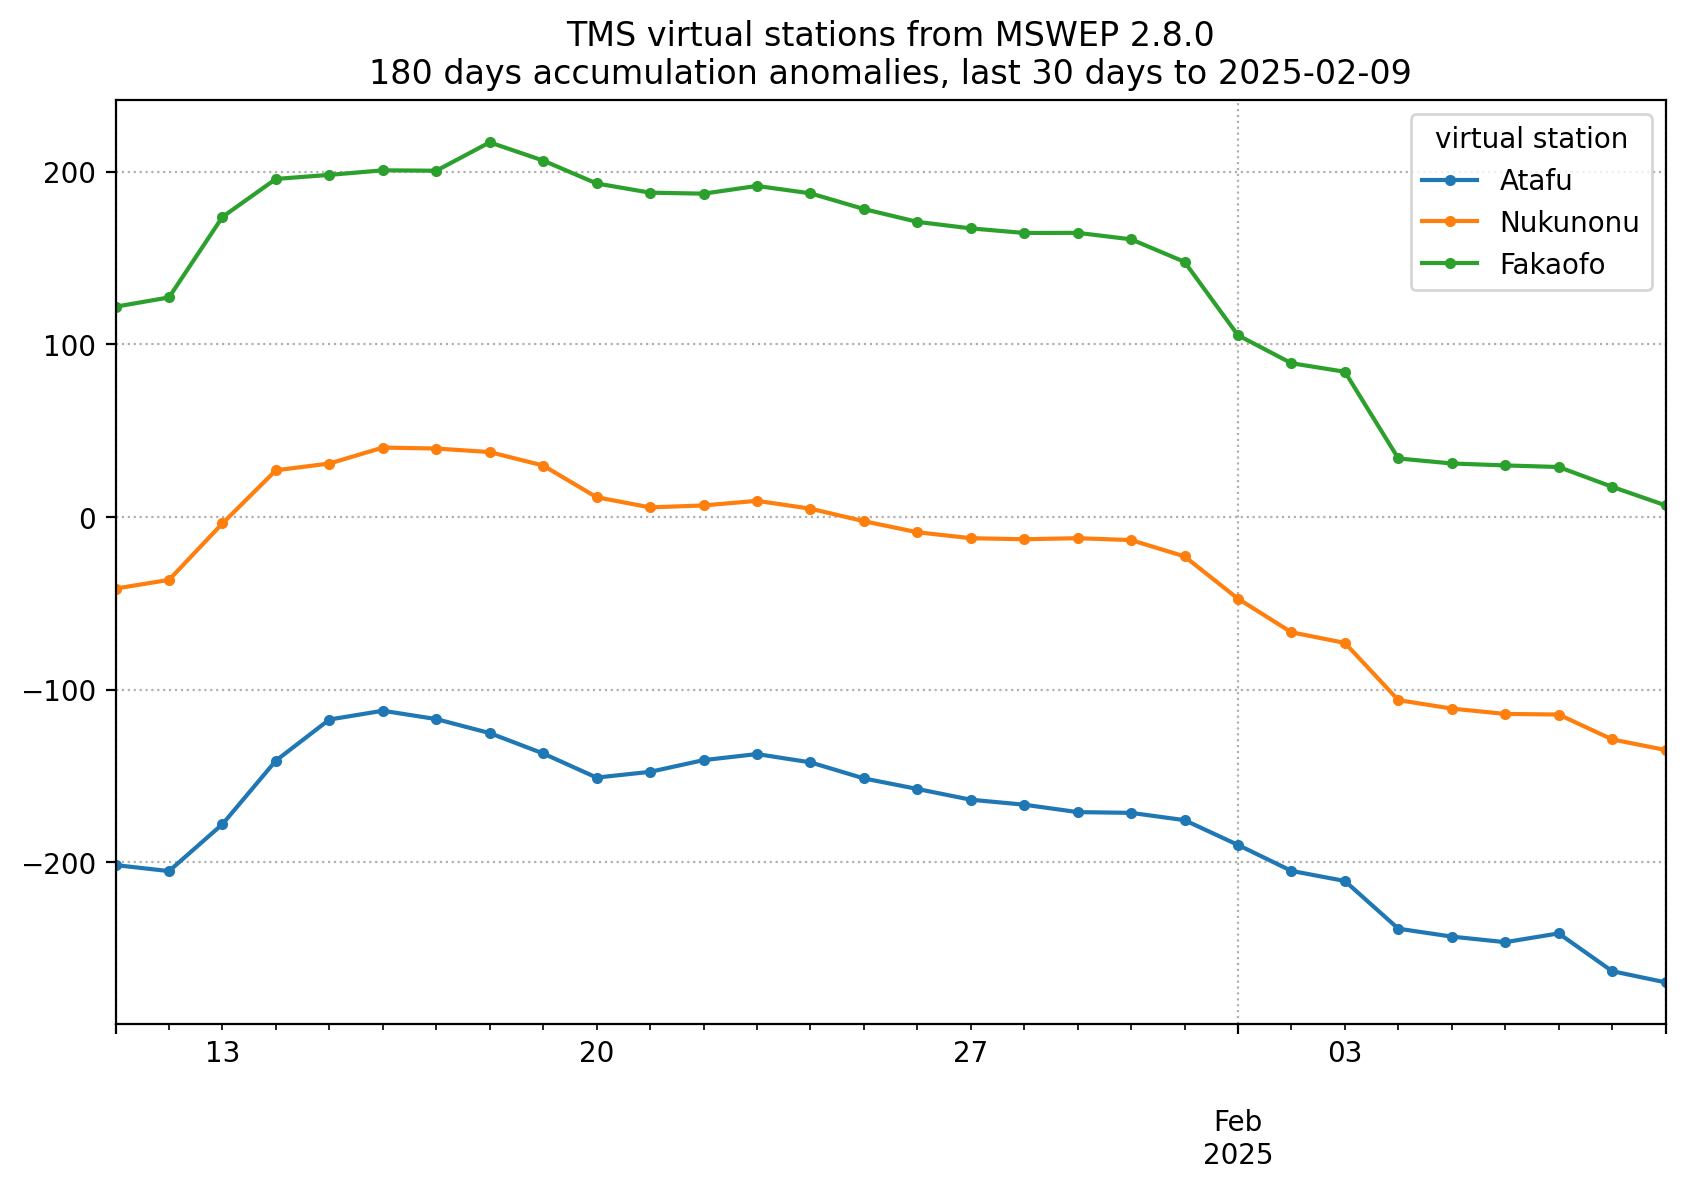 TMS virtual stations from MSWEP 2.8.0
180 days accumulation anomalies, last 30 days to 2025-02-09
virtual station
Atafu
Nukunonu
Fakaofo
200
100
0
−100
−200
13
20
27
03
Feb
2025